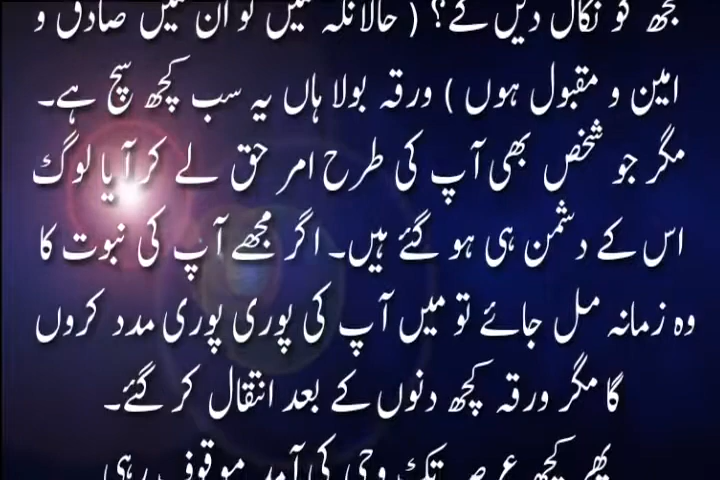 مجھ کو نکال دیں گے؟ ( حالانکہ میں تو ان میں صادق و
امین و مقبول ہوں ) ورقہ بولا ہاں یہ سب کچھ سچ ہے۔
مگر جو شخص بھی آپ کی طرح امر حق لے کر آیا لوگ
اس کے دشمن ہی ہو گئے ہیں۔ اگر مجھے آپ کی نبوت کا
وہ زمانہ مل جائے تو میں آپ کی پوری پوری مدد کروں
گا مگر ورقہ کچھ دنوں کے بعد انتقال کر گئے۔
پھر کچھ عرصہ تک وحی کی آمد موقوف رہی